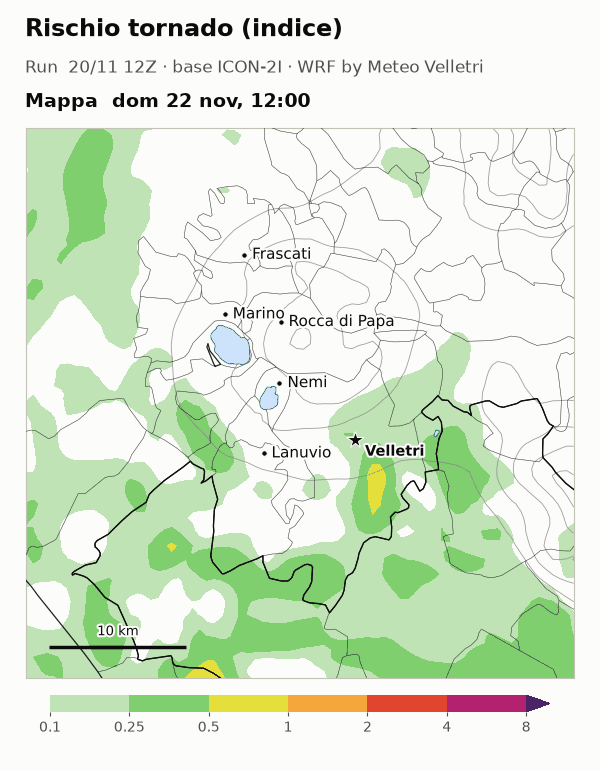 Rischio tornado (indice)
Run 20/11 12Z · base ICON-2I · WRF by Meteo Velletri
Mappa dom 22 nov, 12:00
Frascati
Marino
Rocca di Papa
Nemi
Velletri
Lanuvio
10 km
0.1 0.25 0.5 1 2 4 8